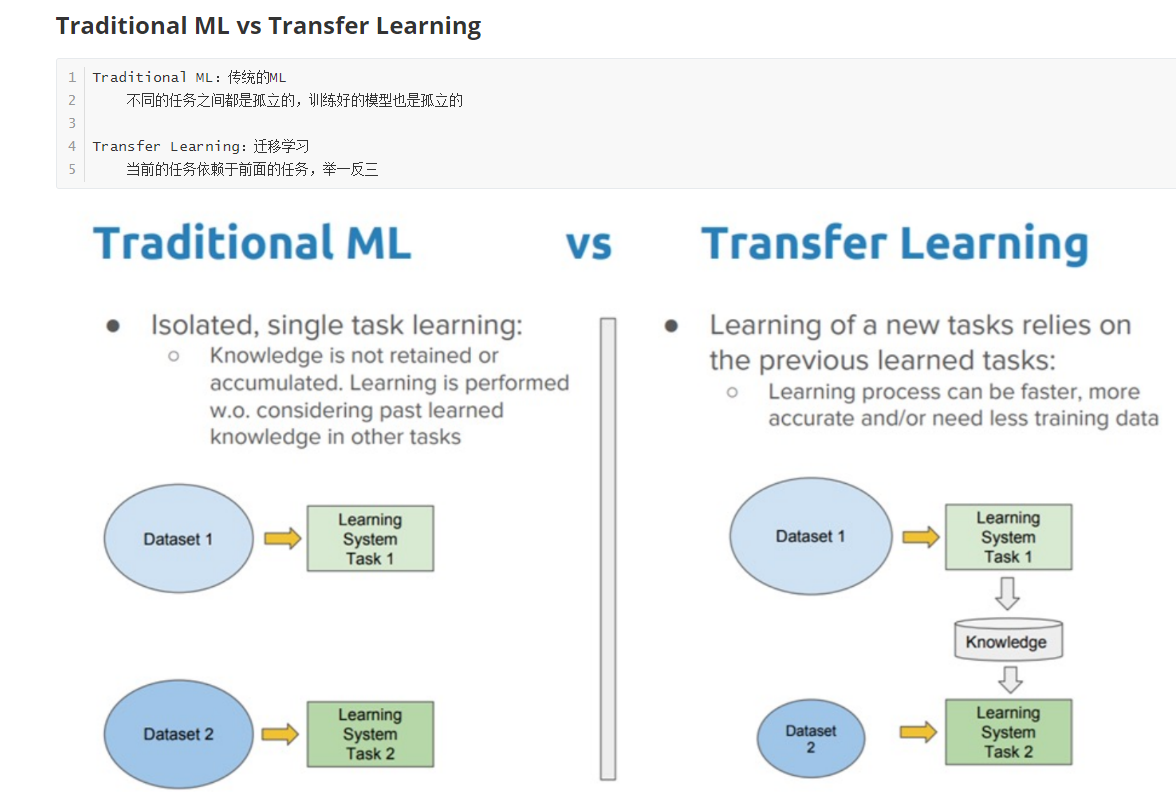 Traditional ML vs Transfer Learning
1 Traditional ML：传统的ML
2 不同的任务之间都是孤立的，训练好的模型也是孤立的
3
4 Transfer Learning：迁移学习
5 当前的任务依赖于前面的任务，举一反三
Traditional ML vs Transfer Learning
● Isolated, single task learning:
○ Knowledge is not retained or
accumulated. Learning is performed
w.o. considering past learned
knowledge in other tasks
● Learning of a new tasks relies on
the previous learned tasks:
○ Learning process can be faster, more
accurate and/or need less training data
Dataset 1
Learning
System
Task 1
Dataset 2
Learning
System
Task 2
Dataset 1
Learning
System
Task 1
Knowledge
Dataset
2
Learning
System
Task 2